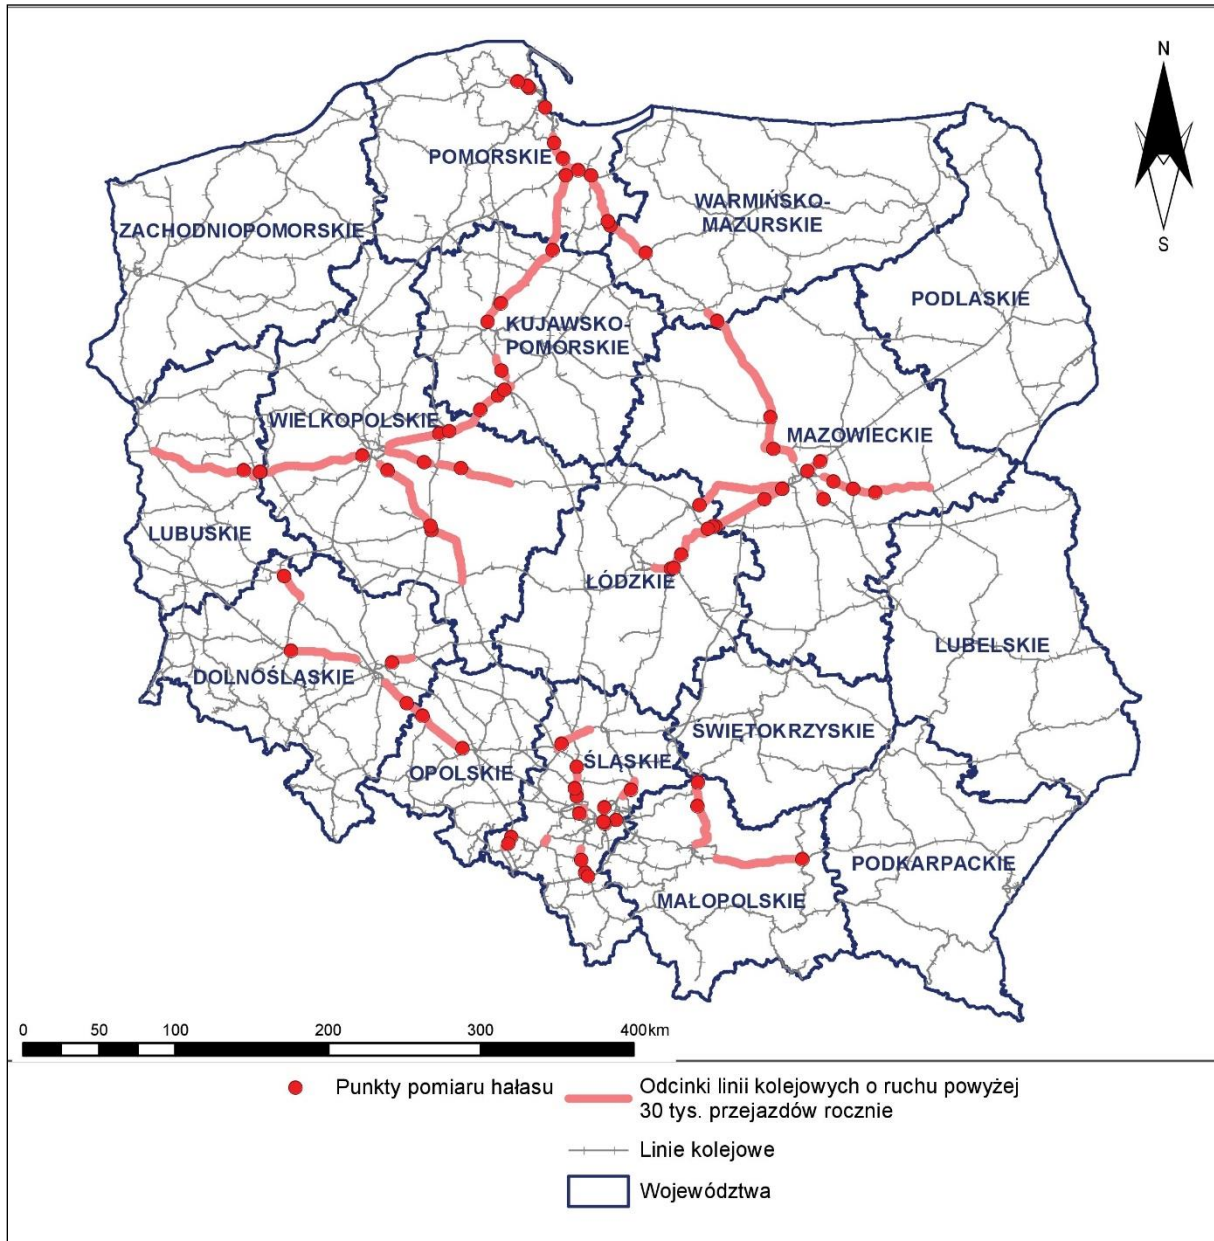 N
S
POMORSKIE
WARMIŃSKO-
MAZURSKIE
ZACHODNIOPOMORSKIE
PODLASKIE
KUJAWSKO-
POMORSKIE
WIELKOPOLSKIE
MAZOWIECKIE
LUBUSKIE
ŁÓDZKIE
LUBELSKIE
DOLNOŚLĄSKIE
ŚWIĘTOKRZYSKIE
OPOLSKIE
ŚLĄSKIE
PODKARPACKIE
MAŁOPOLSKIE
0 50 100 200 300 400 km
Punkty pomiaru hałasu
Odcinki linii kolejowych o ruchu powyżej
30 tys. przejazdów rocznie
Linie kolejowe
Województwa